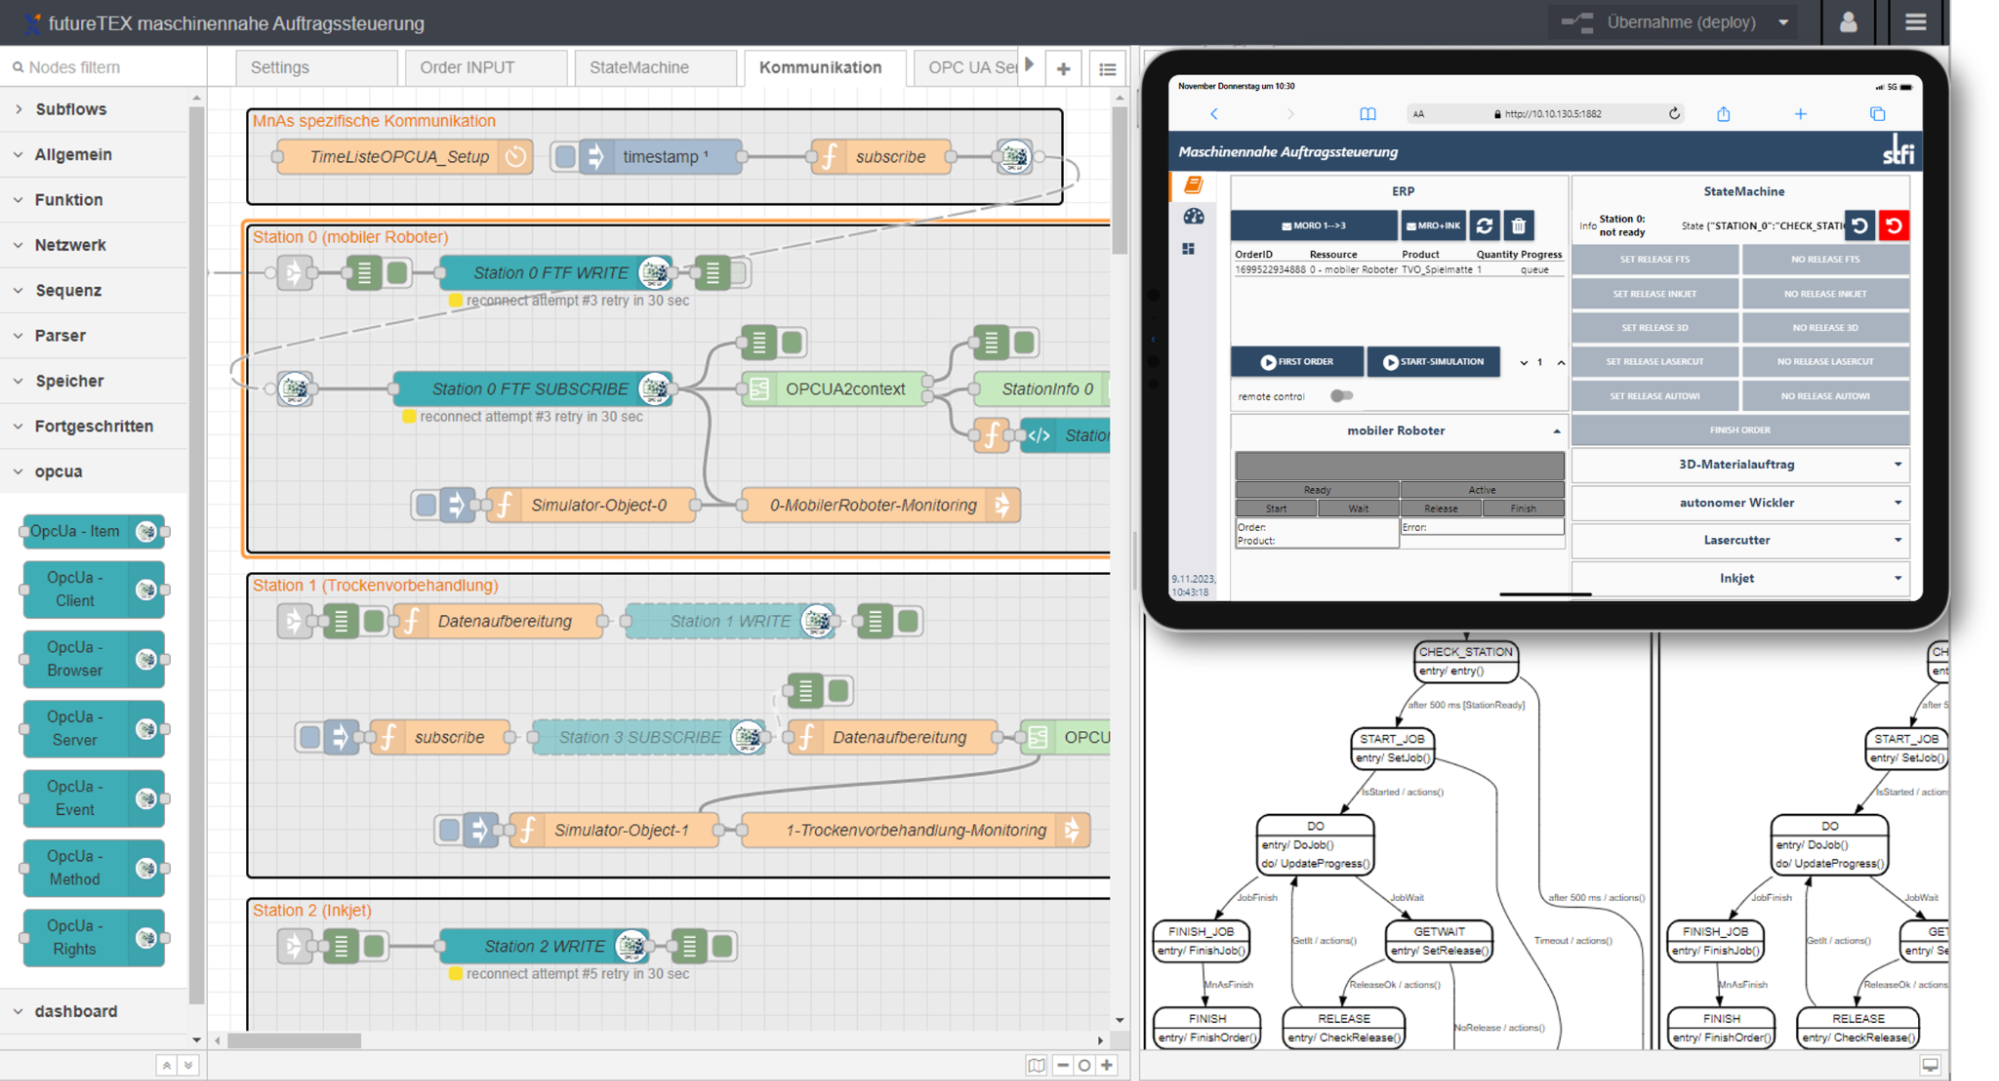 futureTEX maschinennahe Auftragssteuerung
Übernahme (deploy)
Nodes filtern
Settings
Order INPUT
StateMachine
Kommunikation
OPC UA Ser
Subflows
Allgemein
Funktion
Netzwerk
Sequenz
Parser
Speicher
Fortgeschritten
opcua
OpcUa - Item
OpcUa -
Client
OpcUa -
Browser
OpcUa -
Server
OpcUa -
Event
OpcUa -
Method
OpcUa -
Rights
dashboard
MnAs spezifische Kommunikation
TimeListeOPCUA_Setup
timestamp ¹
subscribe
Station 0 (mobiler Roboter)
Station 0 FTF WRITE
reconnect attempt #3 retry in 30 sec
Station 0 FTF SUBSCRIBE
reconnect attempt #3 retry in 30 sec
OPCUA2context
StationInfo 0
Station
Simulator-Object-0
0-MobilerRoboter-Monitoring
Station 1 (Trockenvorbehandlung)
Datenaufbereitung
Station 1 WRITE
subscribe
Station 3 SUBSCRIBE
Datenaufbereitung
OPCU
Simulator-Object-1
1-Trockenvorbehandlung-Monitoring
Station 2 (Inkjet)
Station 2 WRITE
reconnect attempt #5 retry in 30 sec
November Donnerstag um 10:30
5G
AA
http://10.10.130.5:1882
Maschinennahe Auftragssteuerung
stfi
ERP
MORO 1-->3
MRO+INK
OrderID Ressource Product Quantity Progress
1699522934888 0 - mobiler Roboter TVO_Spielmatte 1 queue
FIRST ORDER
START-SIMULATION
1
remote control
mobiler Roboter
Ready
Active
Start
Wait
Release
Finish
Order:
Product:
Error:
9.11.2023,
10:43:18
StateMachine
Info
Station 0:
not ready
State {"STATION_0":"CHECK_STATI
SET RELEASE FTS
NO RELEASE FTS
SET RELEASE INKJET
NO RELEASE INKJET
SET RELEASE 3D
NO RELEASE 3D
SET RELEASE LASERCUT
NO RELEASE LASERCUT
SET RELEASE AUTOWI
NO RELEASE AUTOWI
FINISH ORDER
3D-Materialauftrag
autonomer Wickler
Lasercutter
Inkjet
CHECK_STATION
entry/ entry()
after 500 ms [StationReady]
START_JOB
entry/ SetJob()
IsStarted / actions()
DO
entry/ DoJob()
do/ UpdateProgress()
JobFinish
JobWait
after 500 ms / actions()
FINISH_JOB
entry/ FinishJob()
GetIt / actions()
GETWAIT
entry/ SetRelease()
Timeout / actions()
MnAsFinish
ReleaseOk / actions()
FINISH
entry/ FinishOrder()
RELEASE
entry/ CheckRelease()
NoRelease / actions()
CH
ent
after 5
START_JOB
entry/ SetJob()
IsStarted / action
DO
entry/ DoJob()
do/ UpdateProgress()
JobFinish
JobWait
FINISH_JOB
entry/ FinishJob()
GetIt / actions()
GET
entry/ Se
MnAsFinish
ReleaseOk / actions
FINISH
entry/ FinishOrder()
RELEASE
entry/ CheckRelease()